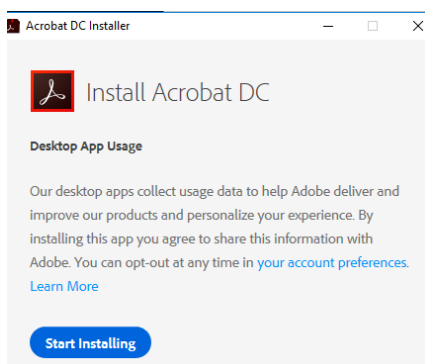 Acrobat DC Installer
Install Acrobat DC
Desktop App Usage
Our desktop apps collect usage data to help Adobe deliver and
improve our products and personalize your experience. By
installing this app you agree to share this information with
Adobe. You can opt-out at any time in your account preferences.
Learn More
Start Installing